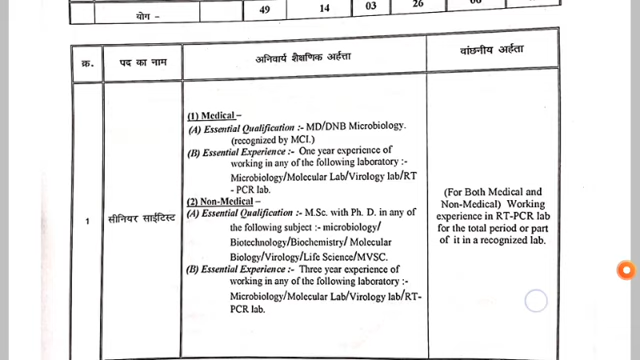 योग –
49
14
03
26
क्र.
पद का नाम
अनिवार्य शैक्षणिक अर्हता
वांछनीय अर्हता
1
सीनियर साईंटिस्ट
(1) Medical –
(A) Essential Qualification :- MD/DNB Microbiology.
(recognized by MCI.)
(B) Essential Experience :- One year experience of
working in any of the following laboratory :-
Microbiology/Molecular Lab/Virology lab/RT
- PCR lab.
(2) Non-Medical –
(A) Essential Qualification :- M.Sc. with Ph. D. in any of
the following subject :- microbiology/
Biotechnology/Biochemistry/ Molecular
Biology/Virology/Life Science/MVSC.
(B) Essential Experience :- Three year experience of
working in any of the following laboratory :-
Microbiology/Molecular Lab/Virology lab/RT-
PCR lab.
(For Both Medical and
Non-Medical) Working
experience in RT-PCR lab
for the total period or part
of it in a recognized lab.